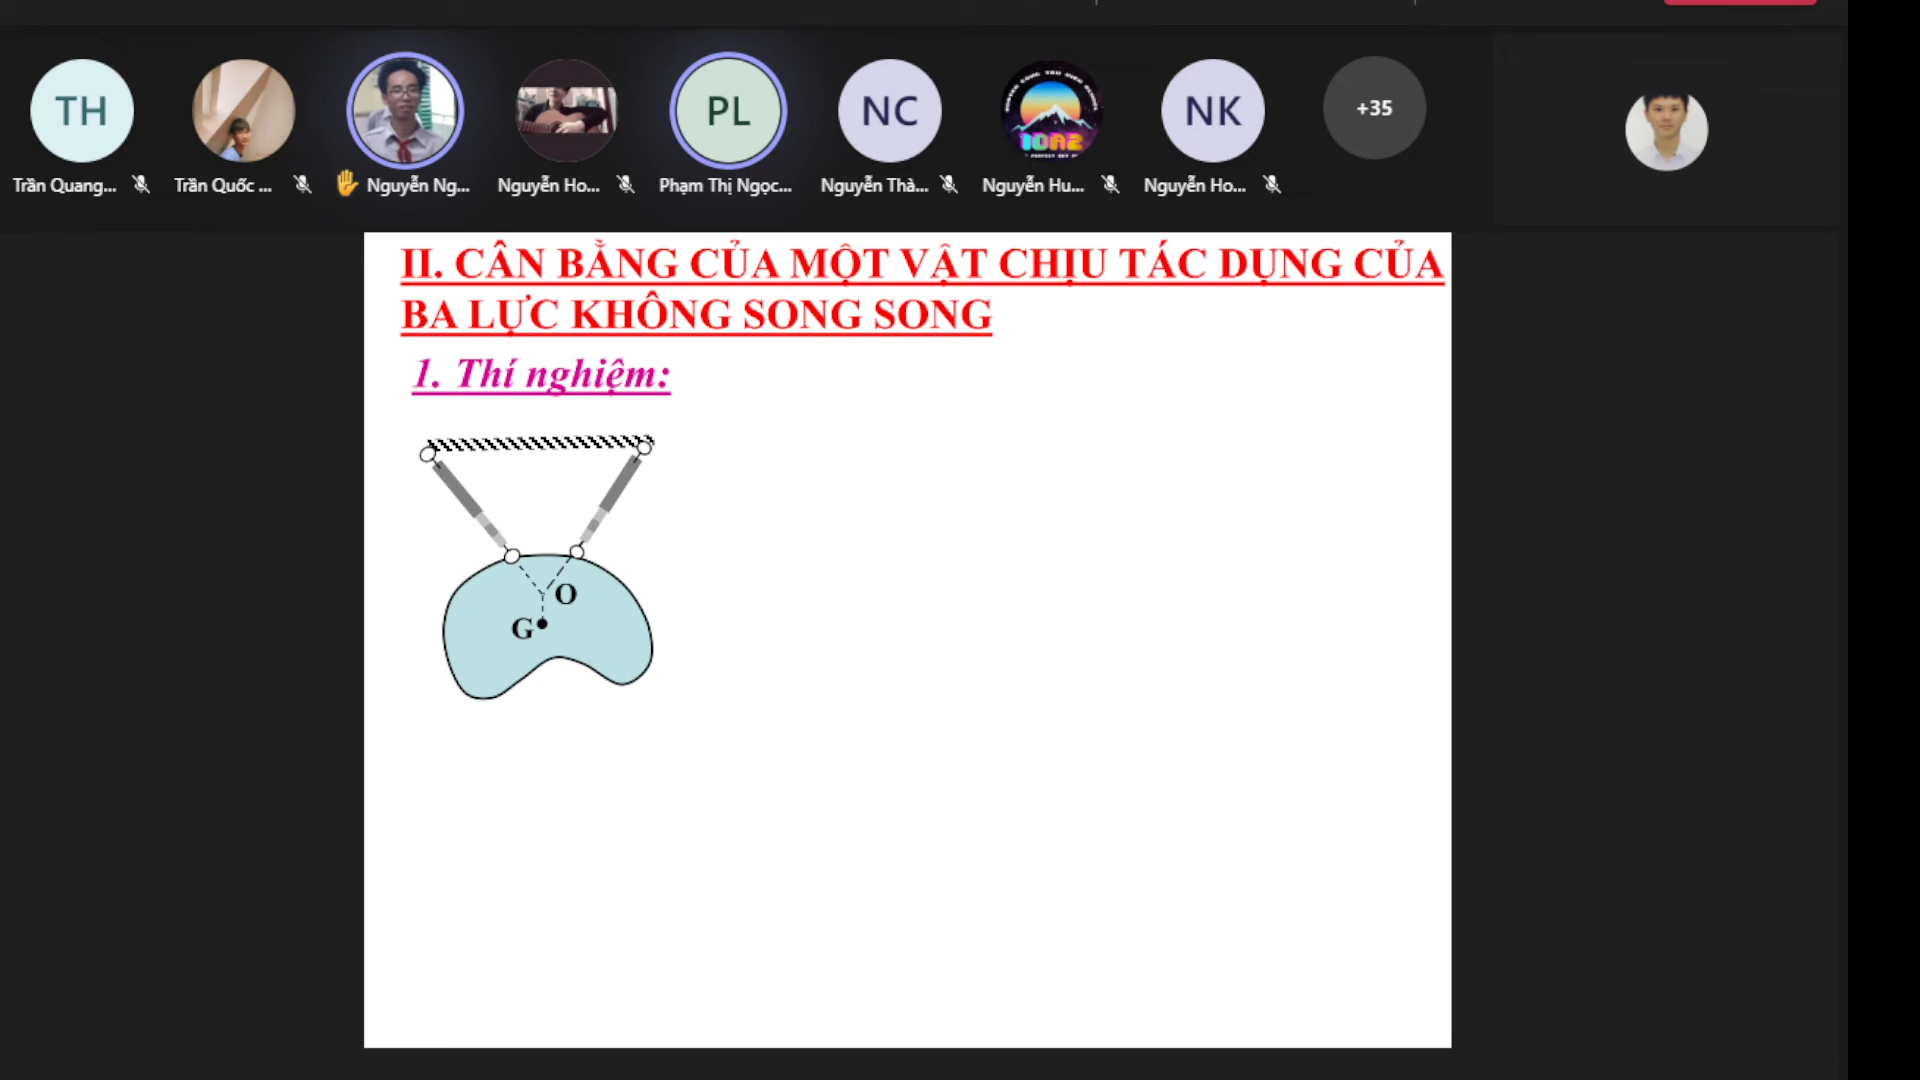 TH
PL
NC
10A2
NK
+35
Trần Quang...
Trần Quốc ...
Nguyễn Ng...
Nguyễn Ho...
Phạm Thị Ngọc...
Nguyễn Thà...
Nguyễn Hu...
Nguyễn Ho...
II. CÂN BẰNG CỦA MỘT VẬT CHỊU TÁC DỤNG CỦA
BA LỰC KHÔNG SONG SONG
1. Thí nghiệm:
O
G